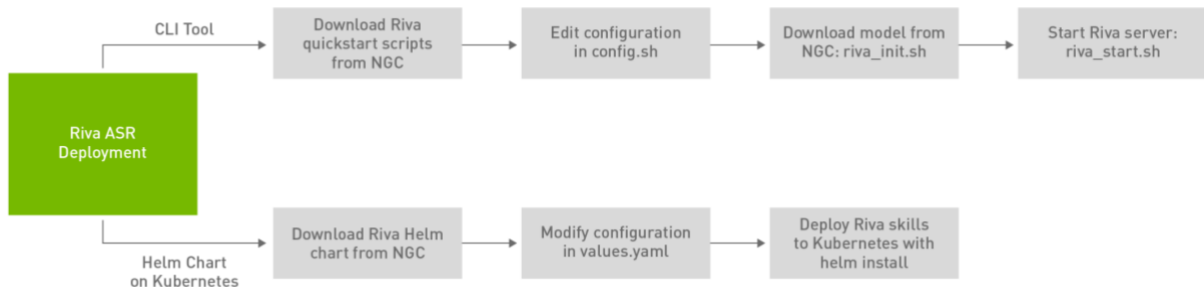 CLI Tool
Download Riva
quickstart scripts
from NGC
Edit configuration
in config.sh
Download model from
NGC: riva_init.sh
Start Riva server:
riva_start.sh
Riva ASR
Deployment
Helm Chart
on Kubernetes
Download Riva Helm
chart from NGC
Modify configuration
in values.yaml
Deploy Riva skills
to Kubernetes with
helm install